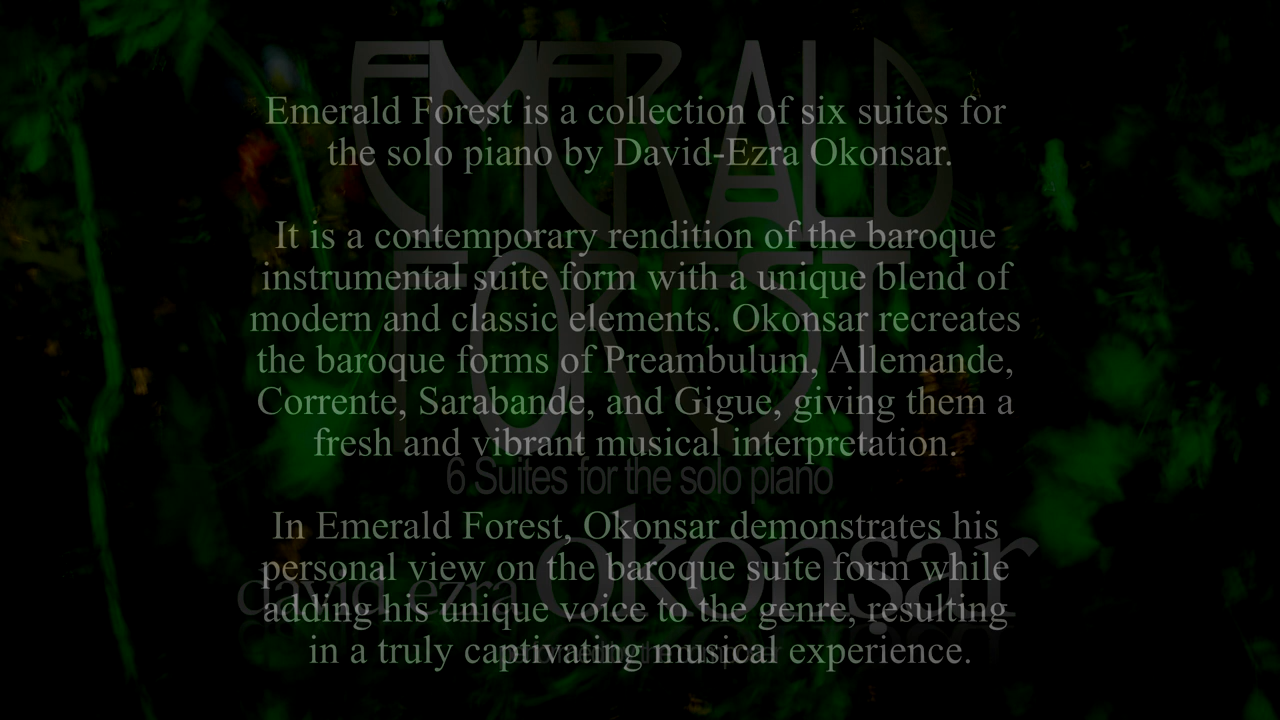 EMERALD
FOREST
6 Suites for the solo piano
david ezra okonşar
Emerald Forest is a collection of six suites for
the solo piano by David-Ezra Okonsar.
It is a contemporary rendition of the baroque
instrumental suite form with a unique blend of
modern and classic elements. Okonsar recreates
the baroque forms of Preambulum, Allemande,
Corrente, Sarabande, and Gigue, giving them a
fresh and vibrant musical interpretation.
In Emerald Forest, Okonsar demonstrates his
personal view on the baroque suite form while
adding his unique voice to the genre, resulting
in a truly captivating musical experience.